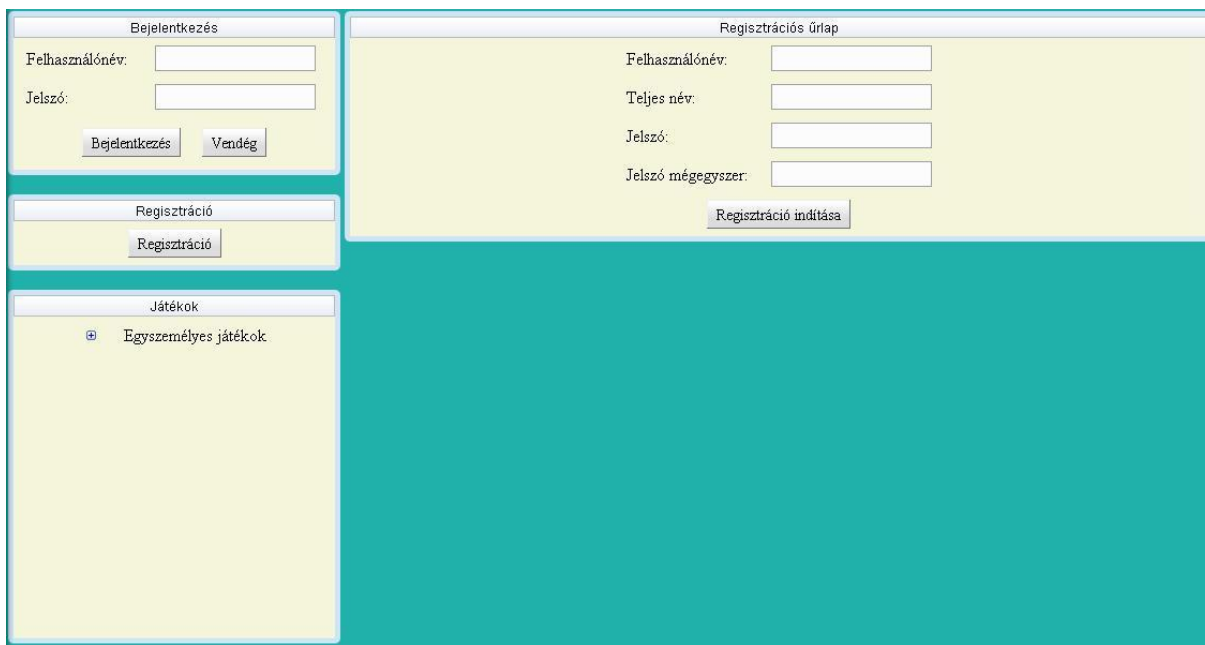 Bejelentkezés
Felhasználónév:
Jelszó:
Bejelentkezés Vendég
Regisztráció
Regisztráció
Játékok
Egyszemélyes játékok
Regisztrációs űrlap
Felhasználónév:
Teljes név:
Jelszó:
Jelszó mégegyszer:
Regisztráció indítása